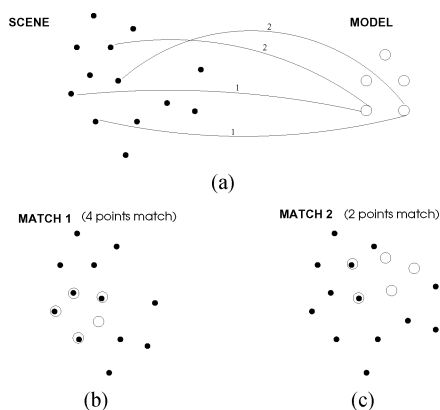 SCENE
MODEL
2
2
1
1
(a)
MATCH 1 (4 points match)
MATCH 2 (2 points match)
(b)
(c)